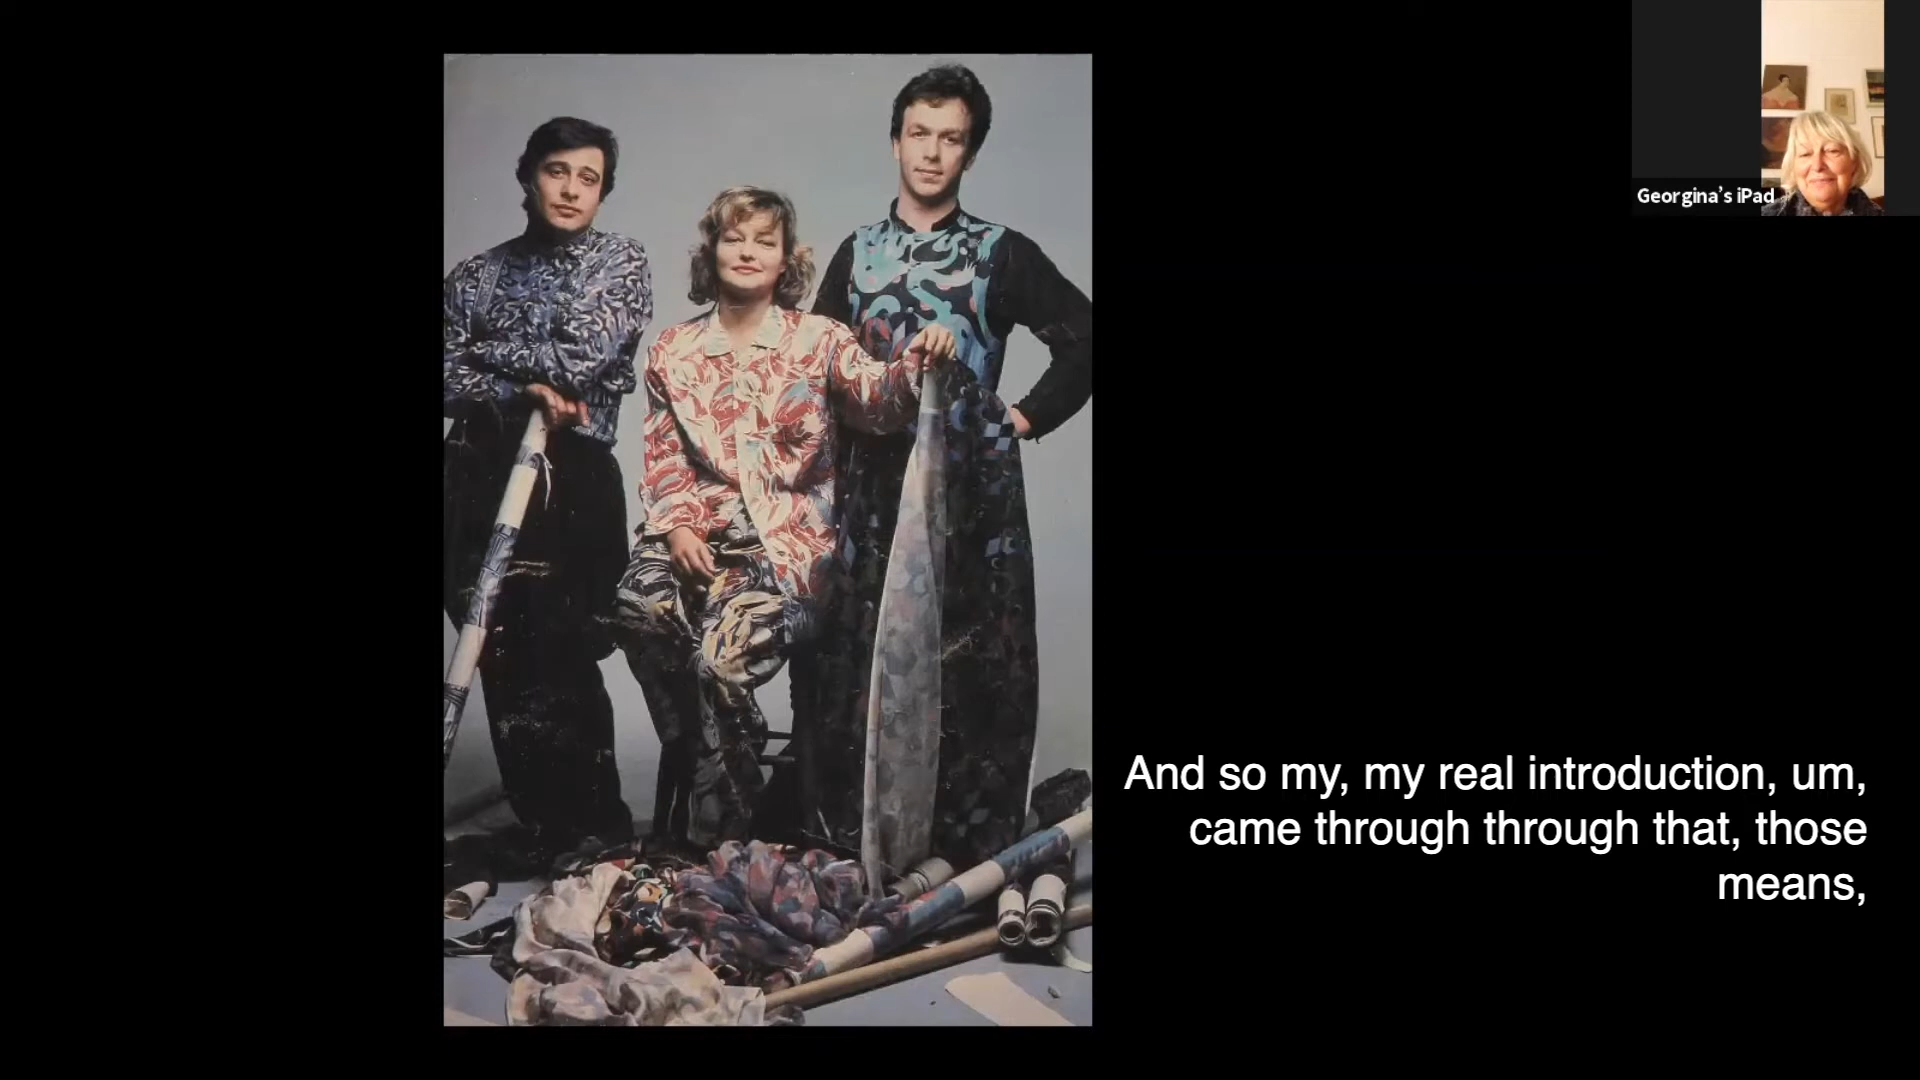 Georgina's iPad
And so my, my real introduction, um,
came through through that, those
means,